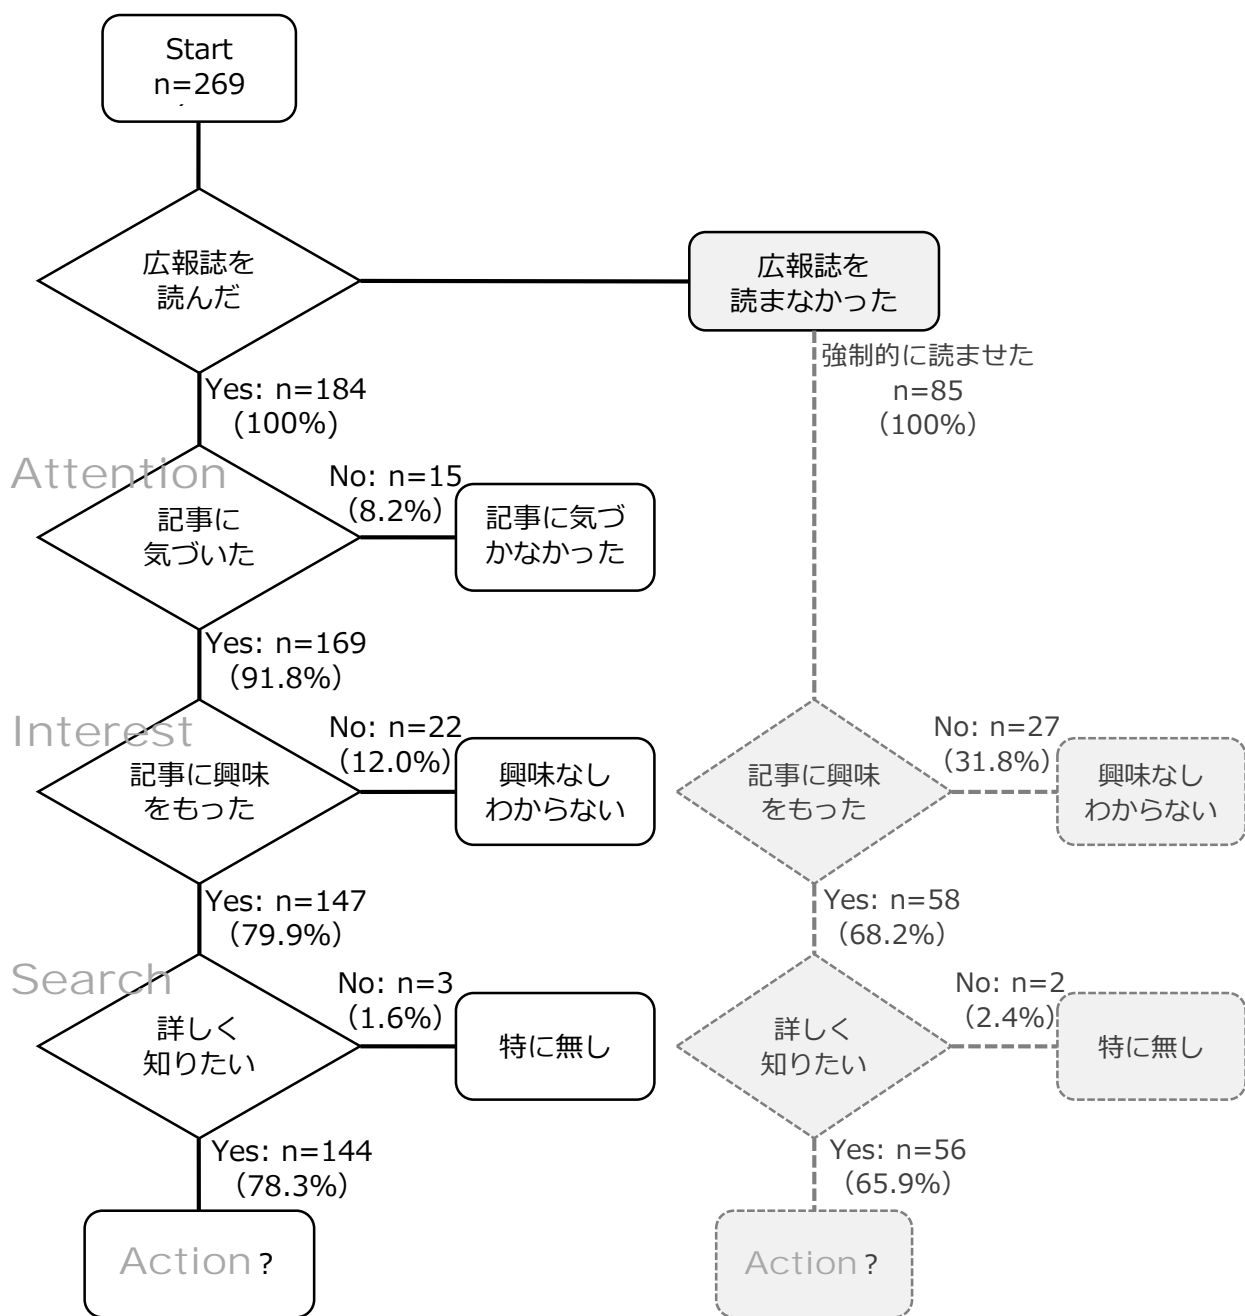 Start
n=269
広報誌を
読んだ
広報誌を
読まなかった
強制的に読ませた
n=85
（100%）
Yes: n=184
(100%)
Attention
No: n=15
(8.2%)
記事に
気づいた
記事に気づ
かなかった
Yes: n=169
（91.8%）
Interest
No: n=22
(12.0%)
記事に興味
をもった
興味なし
わからない
No: n=27
(31.8%)
記事に興味
をもった
興味なし
わからない
Yes: n=147
（79.9%）
Yes: n=58
（68.2%）
Search
No: n=3
（1.6%）
詳しく
知りたい
特に無し
No: n=2
（2.4%）
詳しく
知りたい
特に無し
Yes: n=144
（78.3%）
Yes: n=56
（65.9%）
Action ?
Action ?